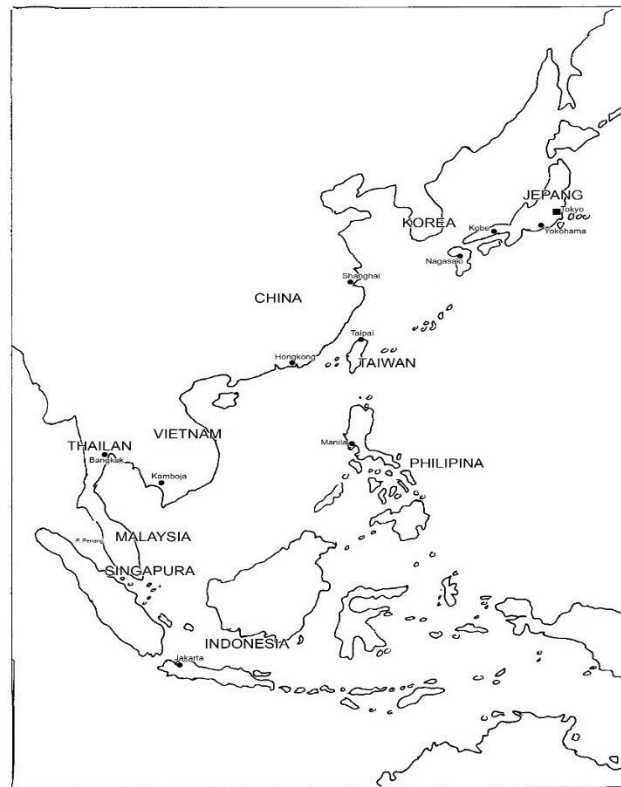 JEPANG
Tokyo
KOREA
Kobe
Yokohama
Nagasaki
Shanghai
CHINA
Taipai
Hongkong
TAIWAN
VIETNAM
THAILAN
Manila
Bangkak
PHILIPINA
Kamboja
MALAYSIA
P. Penang
SINGAPURA
INDONESIA
Jakarta